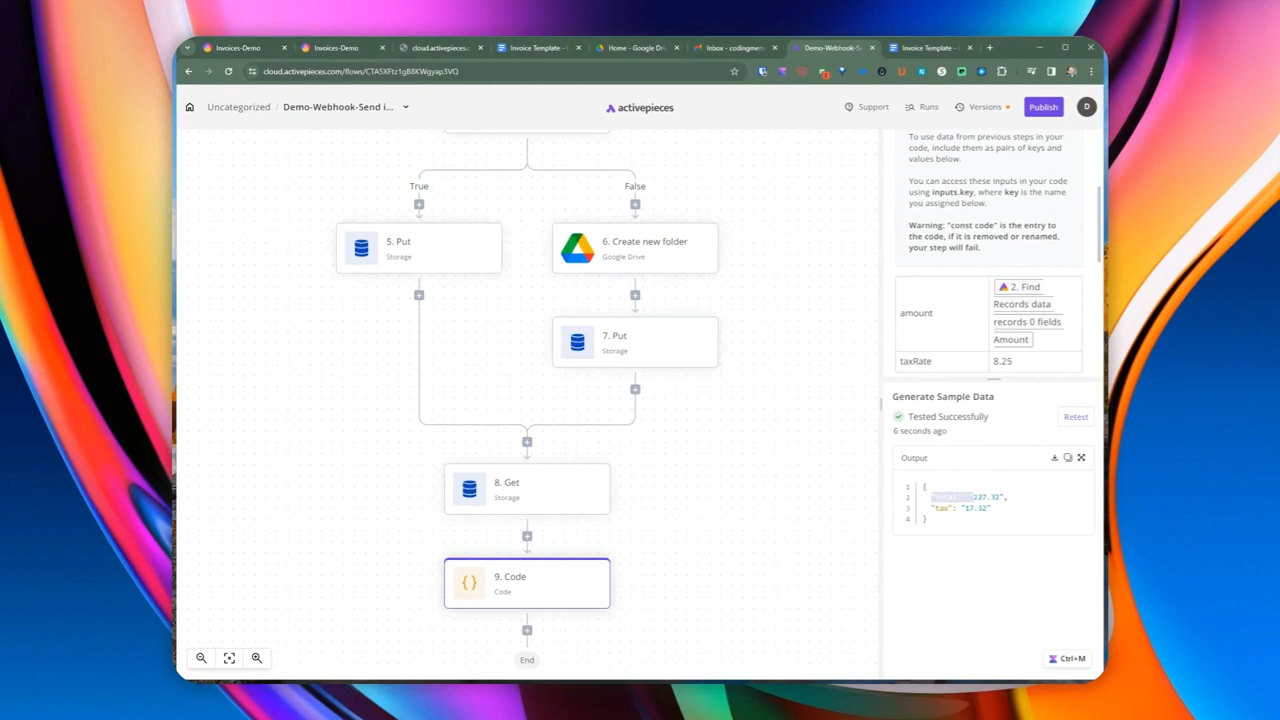 Invoices-Demo
Invoices-Demo
cloud.activepieces.c
Invoice Template -
Home - Google Dri
Inbox - codingmen
Demo-Webhook-S
Invoice Template -
cloud.activepieces.com/flows/
Uncategorized / Demo-Webhook-Send i...
activepieces
Support
Runs
Versions
Publish
D
To use data from previous steps in your
code, include them as pairs of keys and
values below.
You can access these inputs in your code
using inputs.key, where key is the name
you assigned below.
Warning: "const code" is the entry to
the code, if it is removed or renamed,
your step will fail.
amount
2. Find
Records data
records 0 fields
Amount
taxRate
8.25
True
False
5. Put
Storage
6. Create new folder
Google Drive
7. Put
Storage
8. Get
Storage
{ }
9. Code
Code
End
Generate Sample Data
Tested Successfully
Retest
6 seconds ago
Output
1 {
2 "total": "227.32",
3 "tax": "17.32"
4 }
Ctrl+M